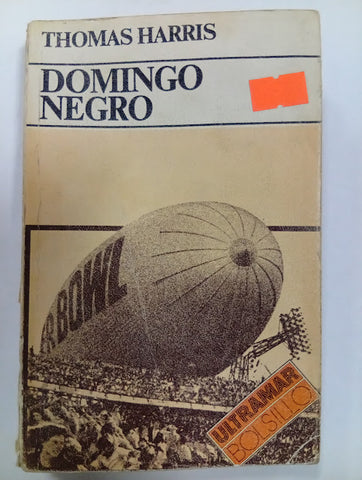 THOMAS HARRIS
DOMINGO
NEGRO
R BOWL
ULTRAMAR
BOLSILLO